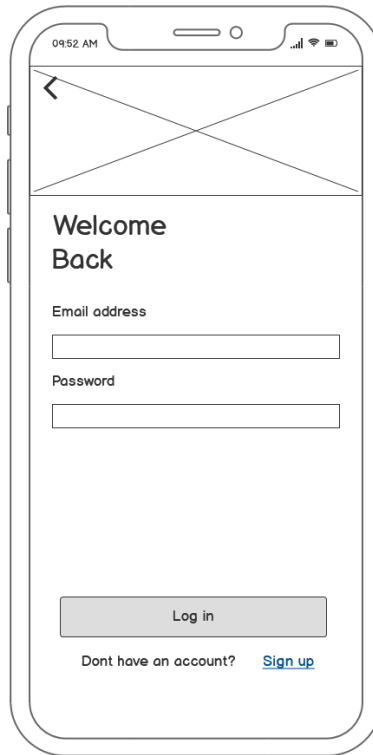 09:52 AM
Welcome
Back
Email address
Password
Log in
Dont have an account? Sign up